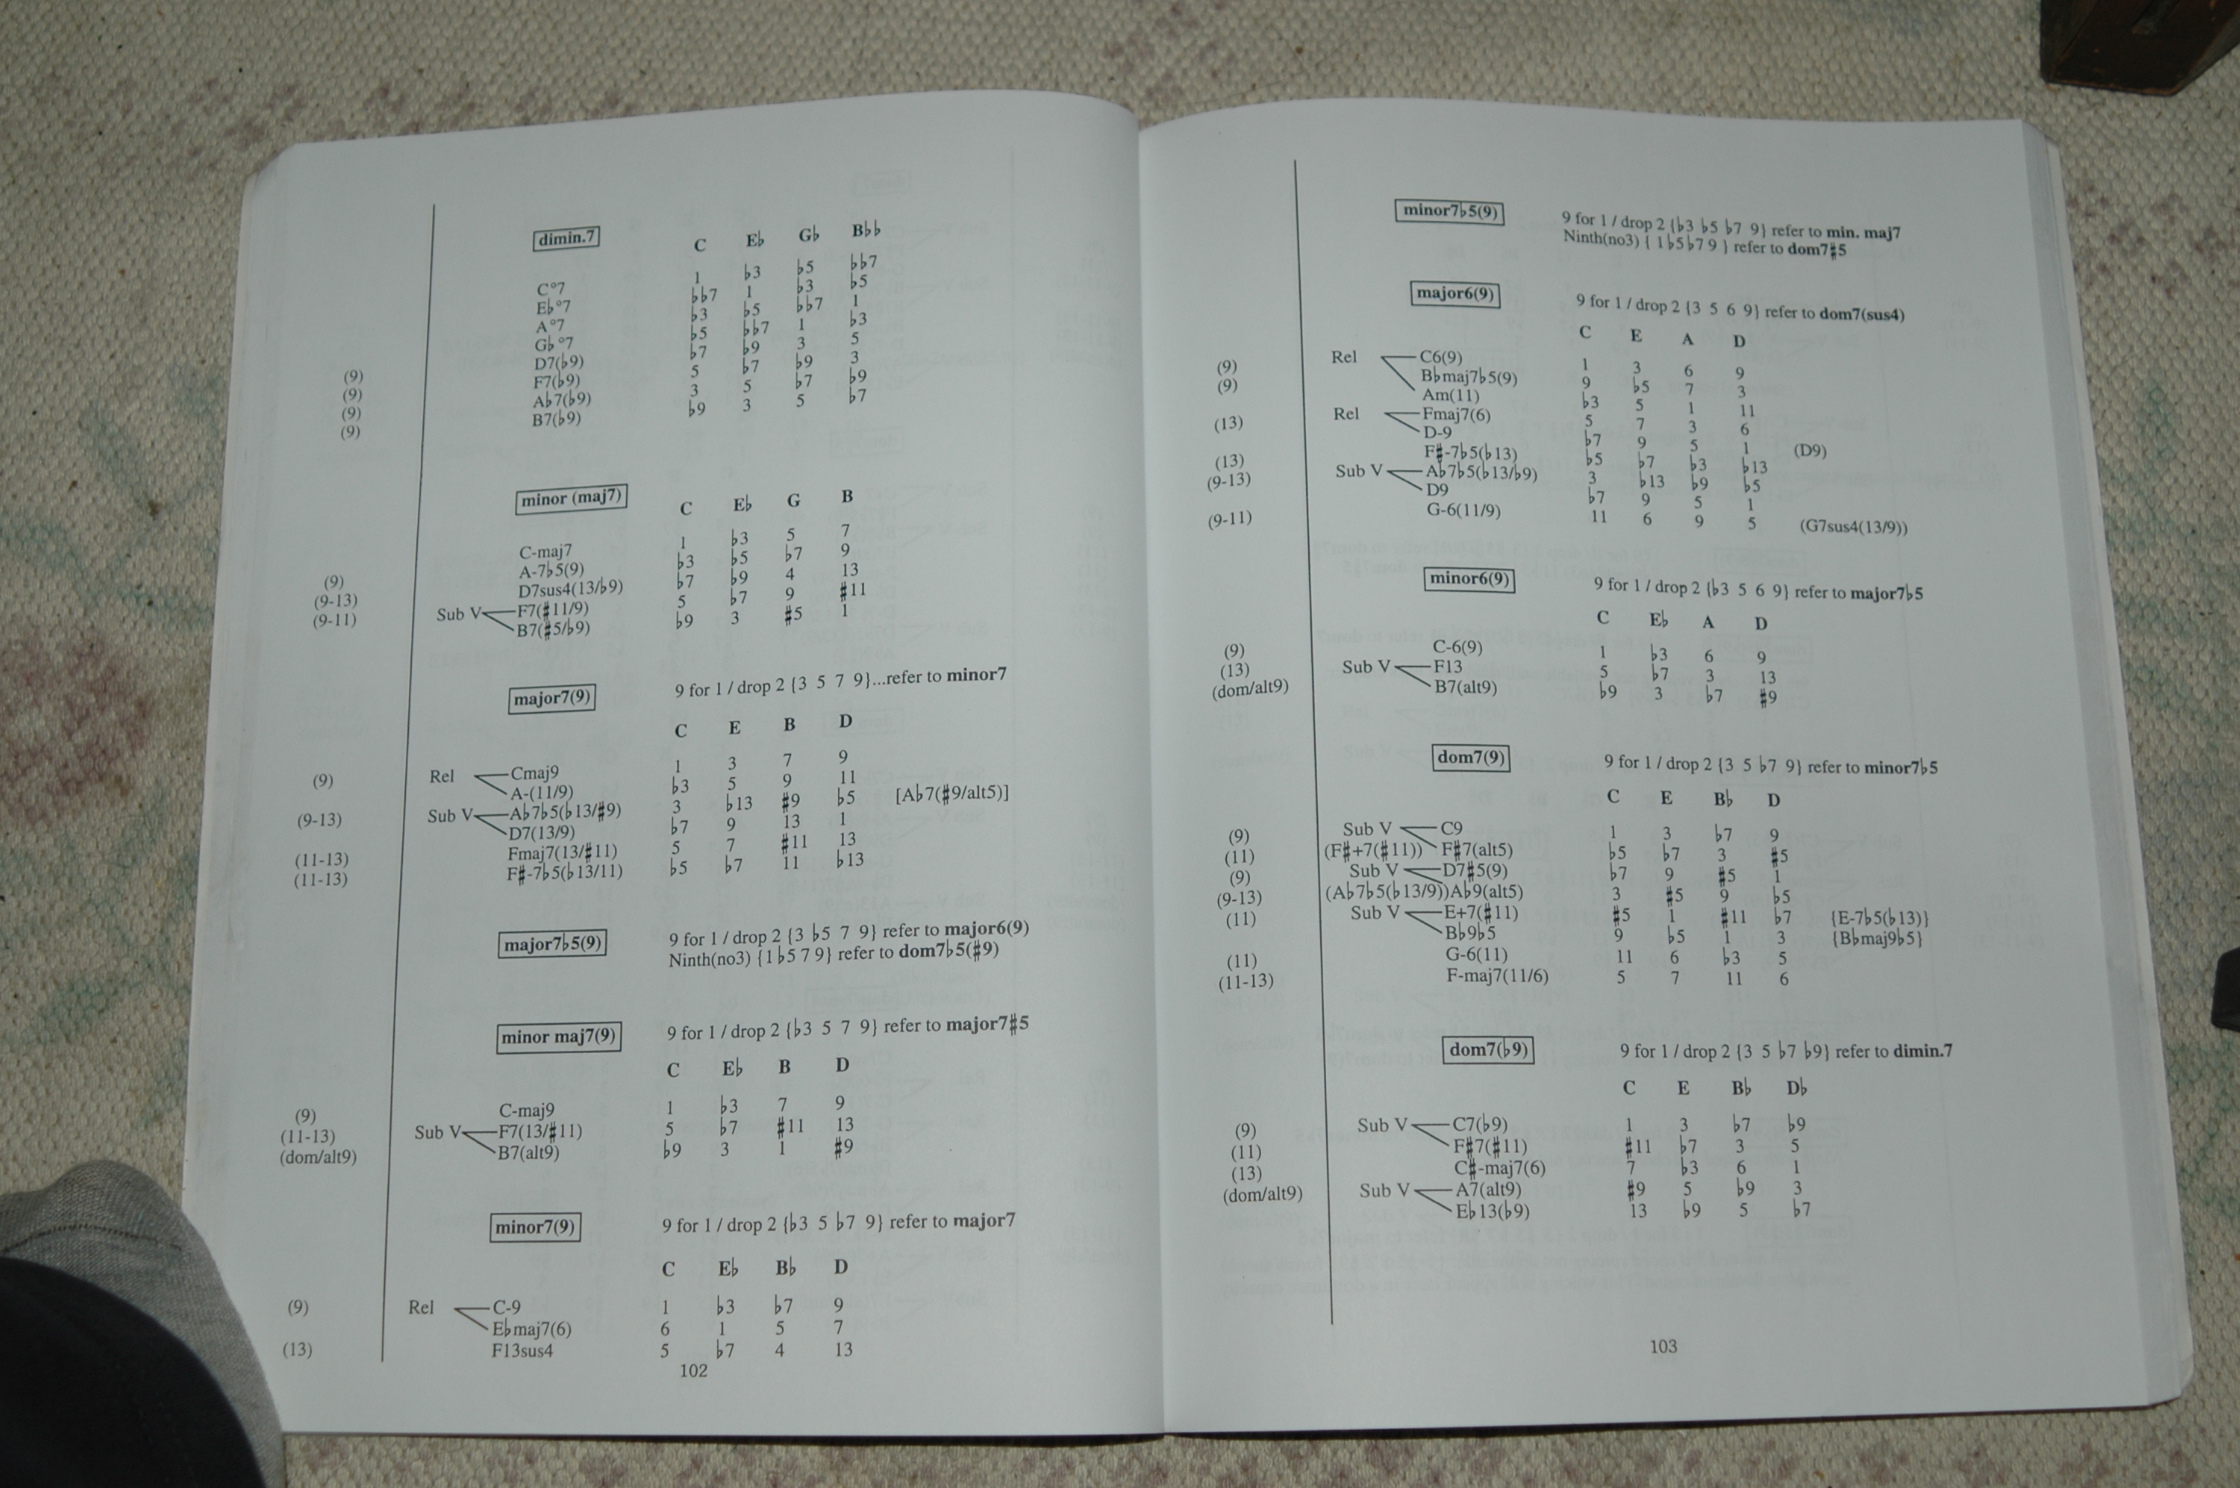 dimin.7 C E♭ G♭ B♭♭
C°7 1 ♭3 ♭5 ♭♭7
E♭°7 ♭♭7 1 ♭3 ♭5
A°7 ♭3 ♭5 ♭♭7 1
G♭°7 ♭5 ♭♭7 1 ♭3
(9) D7(♭9) ♭7 ♭9 3 5
(9) F7(♭9) 5 ♭7 ♭9 3
(9) A♭7(♭9) 3 5 ♭7 ♭9
(9) B7(♭9) ♭9 3 5 ♭7
minor (maj7) C E♭ G B
C-maj7 1 ♭3 5 7
(9) A-7♭5(9) ♭3 ♭5 ♭7 9
(9-13) D7sus4(13/♭9) ♭7 ♭9 4 13
(9-11) Sub V F7(♯11/9) 5 ♭7 9 ♯11
B7(♯5/♭9) ♭9 3 ♯5 1
major7(9) 9 for 1 / drop 2 {3 5 7 9}...refer to minor7
C E B D
(9) Rel Cmaj9 1 3 7 9
A-(11/9) ♭3 5 9 11
(9-13) Sub V A♭7♭5(♭13/♯9) 3 ♭13 ♯9 ♭5 [A♭7(♯9/alt5)]
D7(13/9) ♭7 9 13 1
(11-13) Fmaj7(13/♯11) 5 7 ♯11 13
(11-13) F♯-7♭5(♭13/11) ♭5 ♭7 11 ♭13
major7♭5(9) 9 for 1 / drop 2 {3 ♭5 7 9} refer to major6(9)
Ninth(no3) {1 ♭5 7 9} refer to dom7♭5(♯9)
minor maj7(9) 9 for 1 / drop 2 {♭3 5 7 9} refer to major7♯5
C E♭ B D
(9) C-maj9 1 ♭3 7 9
(11-13) Sub V F7(13/♯11) 5 ♭7 ♯11 13
(dom/alt9) B7(alt9) ♭9 3 1 ♯9
minor7(9) 9 for 1 / drop 2 {♭3 5 ♭7 9} refer to major7
C E♭ B♭ D
(9) Rel C-9 1 ♭3 ♭7 9
E♭maj7(6) 6 1 5 7
(13) F13sus4 5 ♭7 4 13
102
minor7♭5(9) 9 for 1 / drop 2 {♭3 ♭5 ♭7 9} refer to min. maj7
Ninth(no3) { 1 ♭5 ♭7 9 } refer to dom7♯5
major6(9) 9 for 1 / drop 2 {3 5 6 9} refer to dom7(sus4)
C E A D
(9) Rel C6(9) 1 3 6 9
(9) B♭maj7♭5(9) 9 ♭5 7 3
Am(11) ♭3 5 1 11
(13) Rel Fmaj7(6) 5 7 3 6
D-9 ♭7 9 5 1 (D9)
(13) F♯-7♭5(♭13) ♭5 ♭7 ♭3 ♭13
(9-13) Sub V A♭7♭5(♭13/♭9) 3 ♭13 ♭9 ♭5
D9 ♭7 9 5 1
(9-11) G-6(11/9) 11 6 9 5 (G7sus4(13/9))
minor6(9) 9 for 1 / drop 2 {♭3 5 6 9} refer to major7♭5
C E♭ A D
(9) C-6(9) 1 ♭3 6 9
(13) Sub V F13 5 ♭7 3 13
(dom/alt9) B7(alt9) ♭9 3 ♭7 ♯9
dom7(9) 9 for 1 / drop 2 {3 5 ♭7 9} refer to minor7♭5
C E B♭ D
(9) Sub V C9 1 3 ♭7 9
(11) (F♯+7(♯11)) F♯7(alt5) ♭5 ♭7 3 ♯5
(9) Sub V D7♯5(9) ♭7 9 ♯5 1
(9-13) (A♭7♭5(♭13/9))A♭9(alt5) 3 ♯5 9 ♭5
(11) Sub V E+7(♯11) ♯5 1 ♯11 ♭7 {E-7♭5(♭13)}
B♭9♭5 9 ♭5 1 3 {B♭maj9♭5}
(11) G-6(11) 11 6 ♭3 5
(11-13) F-maj7(11/6) 5 7 11 6
dom7(♭9) 9 for 1 / drop 2 {3 5 ♭7 ♭9} refer to dimin.7
C E B♭ D♭
(9) Sub V C7(♭9) 1 3 ♭7 ♭9
(11) F♯7(♯11) ♯11 ♭7 3 5
(13) C♯-maj7(6) 7 ♭3 6 1
(dom/alt9) Sub V A7(alt9) ♯9 5 ♭9 3
E♭13(♭9) 13 ♭9 5 ♭7
103